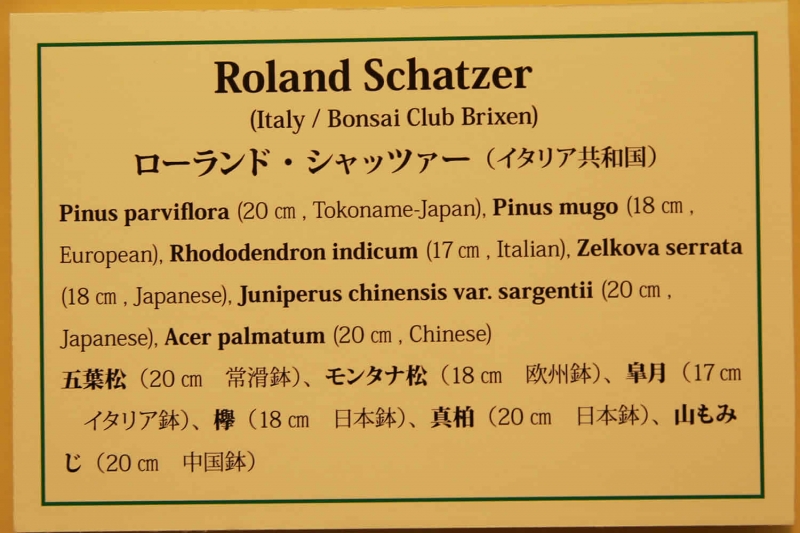 Roland Schatzer
(Italy / Bonsai Club Brixen)
ローランド・シャッツァー（イタリア共和国）
Pinus parviflora (20 ㎝ , Tokoname-Japan), Pinus mugo (18 ㎝ ,
European), Rhododendron indicum (17 ㎝ , Italian), Zelkova serrata
(18 ㎝ , Japanese), Juniperus chinensis var. sargentii (20 ㎝ ,
Japanese), Acer palmatum (20 ㎝ , Chinese)
五葉松（20 ㎝　常滑鉢）、モンタナ松（18 ㎝　欧州鉢）、皐月（17 ㎝
　イタリア鉢）、欅（18 ㎝　日本鉢）、真柏（20 ㎝　日本鉢）、山もみ
じ（20 ㎝　中国鉢）